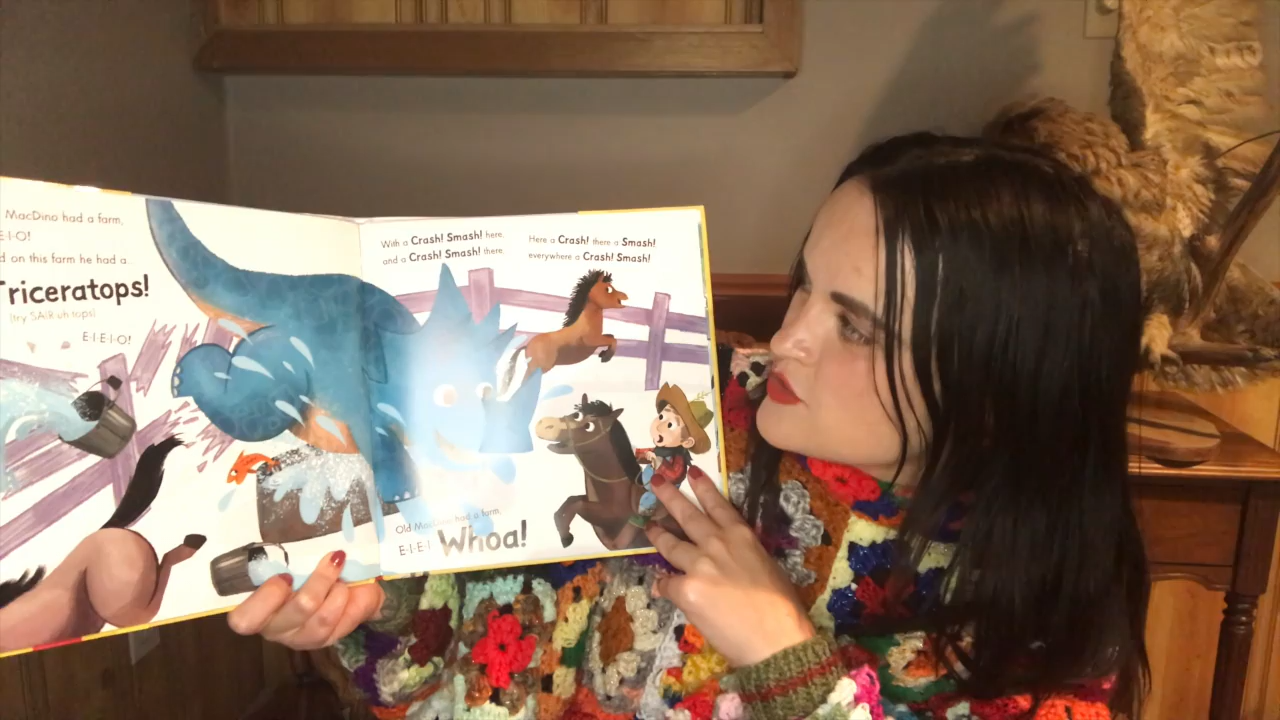 MacDino had a farm,
E-I-O!
on this farm he had a...
Triceratops!
(try SAIR uh tops)
E-I-E-I-O!
With a Crash! Smash! here,
and a Crash! Smash! there,
Here a Crash! there a Smash!
everywhere a Crash! Smash!
Old MacDino had a farm,
E-I-E-I Whoa!